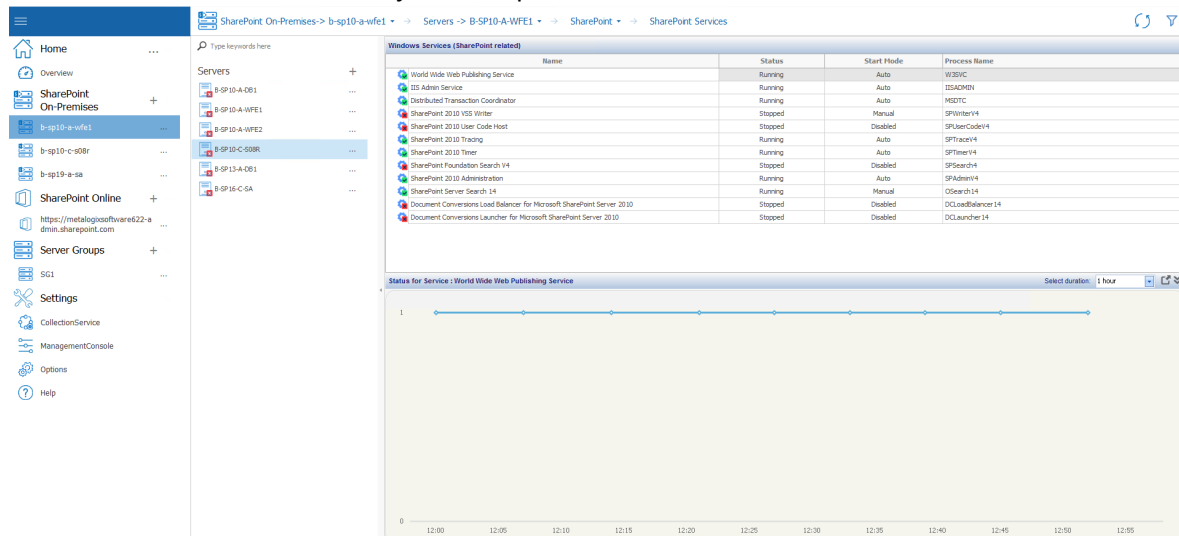 SharePoint On-Premises-> b-sp10-a-wfe1 Servers -> B-SP10-A-WFE1 SharePoint SharePoint Services
Home ...
Overview
SharePoint
On-Premises +
b-sp10-a-wfe1 ...
b-sp10-c-s08r ...
b-sp19-a-sa ...
SharePoint Online +
https://metalogixsoftware622-a
dmin.sharepoint.com ...
Server Groups +
SG1 ...
Settings
CollectionService
ManagementConsole
Options
? Help
Type keywords here
Servers +
B-SP10-A-DB1 ...
B-SP10-A-WFE1 ...
B-SP10-A-WFE2 ...
B-SP10-C-S08R ...
B-SP13-A-DB1 ...
B-SP16-C-SA ...
Windows Services (SharePoint related)
Name Status Start Mode Process Name
World Wide Web Publishing Service Running Auto W3SVC
IIS Admin Service Running Auto IISADMIN
Distributed Transaction Coordinator Running Auto MSDTC
SharePoint 2010 VSS Writer Stopped Manual SPWriterV4
SharePoint 2010 User Code Host Stopped Disabled SPUserCodeV4
SharePoint 2010 Tracing Running Auto SPTraceV4
SharePoint 2010 Timer Running Auto SPTimerV4
SharePoint Foundation Search V4 Stopped Disabled SPSearch4
SharePoint 2010 Administration Running Auto SPAdminV4
SharePoint Server Search 14 Running Manual OSearch14
Document Conversions Load Balancer for Microsoft SharePoint Server 2010 Stopped Disabled DCLoadBalancer14
Document Conversions Launcher for Microsoft SharePoint Server 2010 Stopped Disabled DCLauncher14
Status for Service : World Wide Web Publishing Service Select duration: 1 hour
1
0
12:00 12:05 12:10 12:15 12:20 12:25 12:30 12:35 12:40 12:45 12:50 12:55